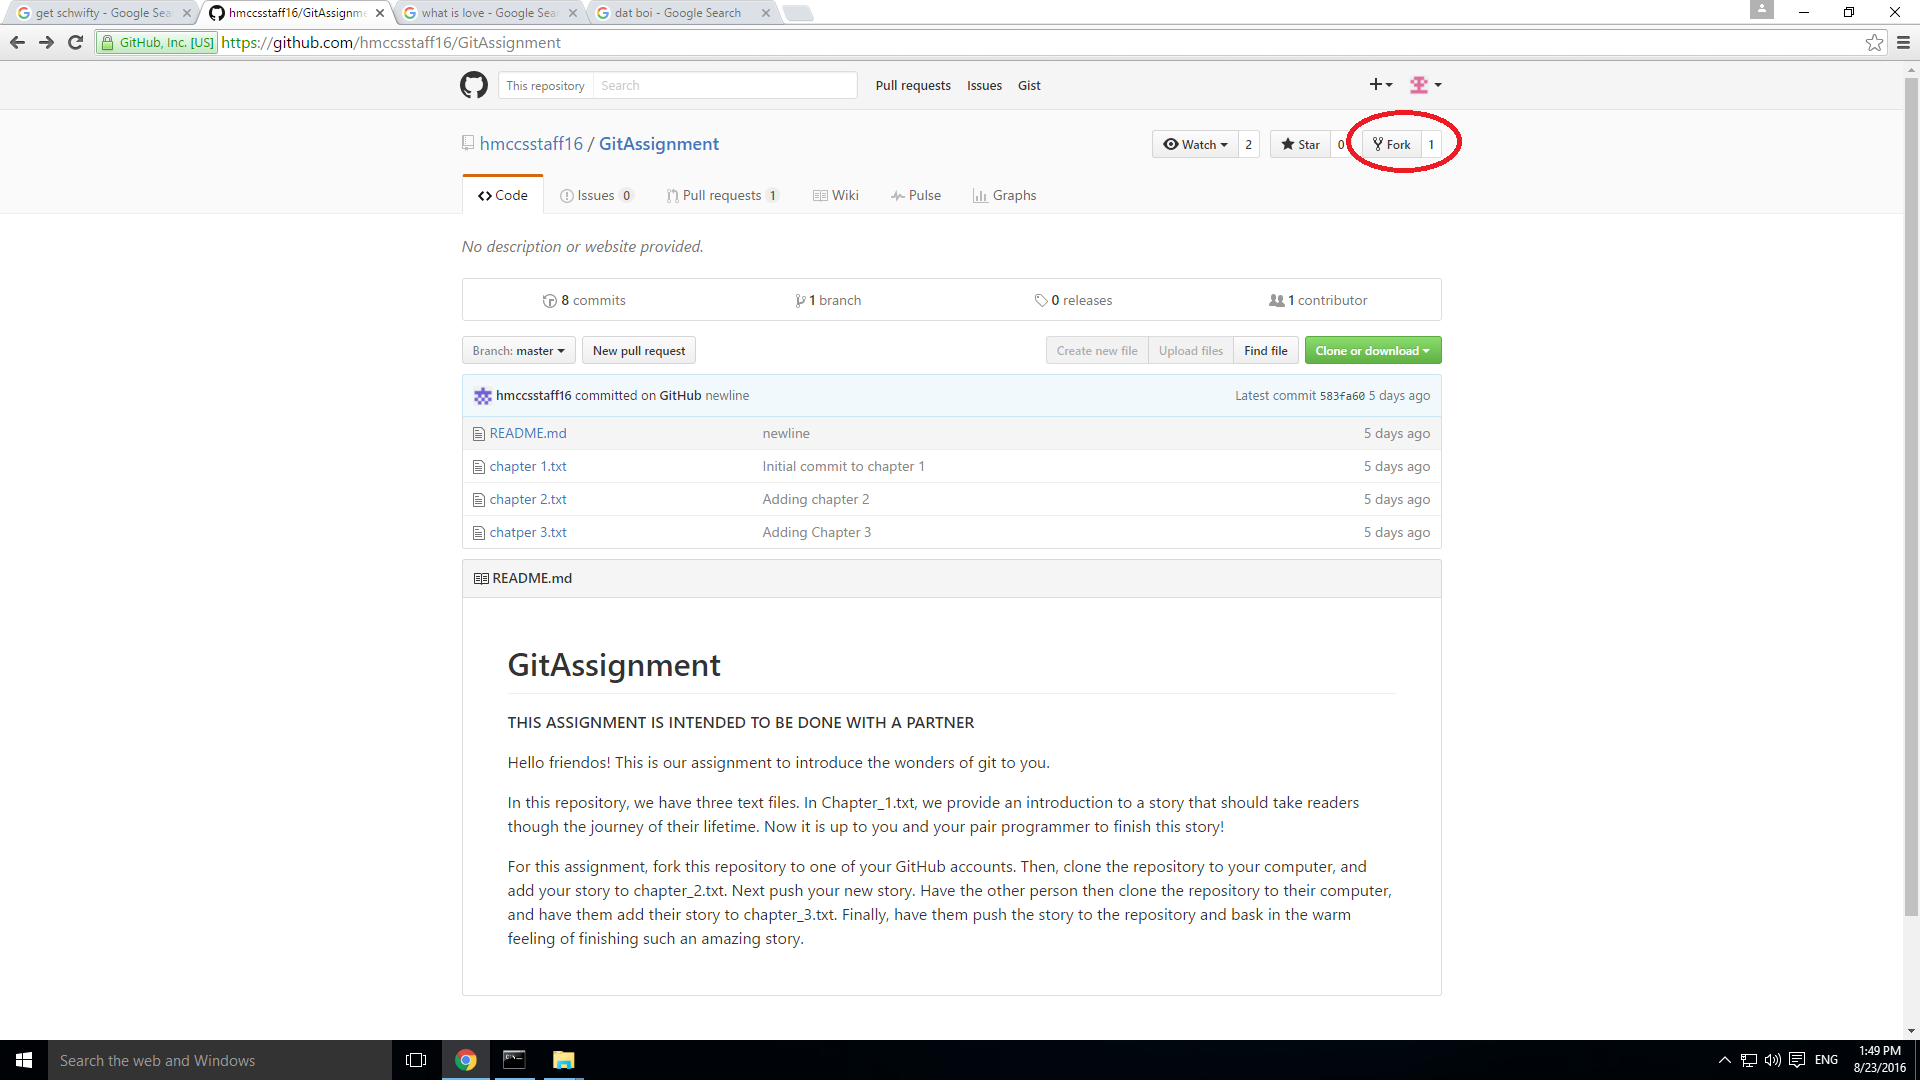 get schwifty - Google Sea
hmccsstaff16/GitAssignme
what is love - Google Sear
dat boi - Google Search
GitHub, Inc. [US]
https://github.com/hmccsstaff16/GitAssignment
This repository Search
Pull requests Issues Gist
hmccsstaff16 / GitAssignment
Watch 2
Star 0
Fork 1
Code
Issues 0
Pull requests 1
Wiki
Pulse
Graphs
No description or website provided.
8 commits
1 branch
0 releases
1 contributor
Branch: master
New pull request
Create new file
Upload files
Find file
Clone or download
hmccsstaff16 committed on GitHub newline
Latest commit 583fa60 5 days ago
README.md newline 5 days ago
chapter 1.txt Initial commit to chapter 1 5 days ago
chapter 2.txt Adding chapter 2 5 days ago
chatper 3.txt Adding Chapter 3 5 days ago
README.md
GitAssignment
THIS ASSIGNMENT IS INTENDED TO BE DONE WITH A PARTNER
Hello friendos! This is our assignment to introduce the wonders of git to you.
In this repository, we have three text files. In Chapter_1.txt, we provide an introduction to a story that should take readers
though the journey of their lifetime. Now it is up to you and your pair programmer to finish this story!
For this assignment, fork this repository to one of your GitHub accounts. Then, clone the repository to your computer, and
add your story to chapter_2.txt. Next push your new story. Have the other person then clone the repository to their computer,
and have them add their story to chapter_3.txt. Finally, have them push the story to the repository and bask in the warm
feeling of finishing such an amazing story.
Search the web and Windows
ENG
1:49 PM
8/23/2016